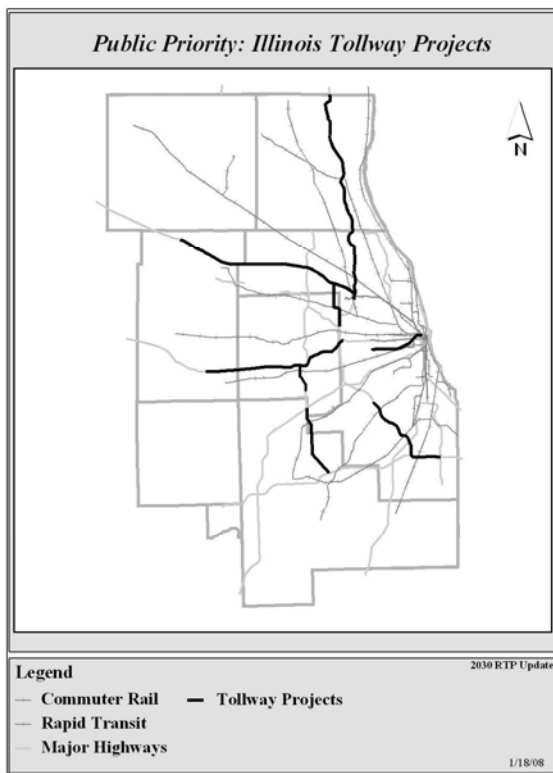 Public Priority: Illinois Tollway Projects
N
Legend
2030 RTP Update
Commuter Rail
Tollway Projects
Rapid Transit
Major Highways
1/18/08